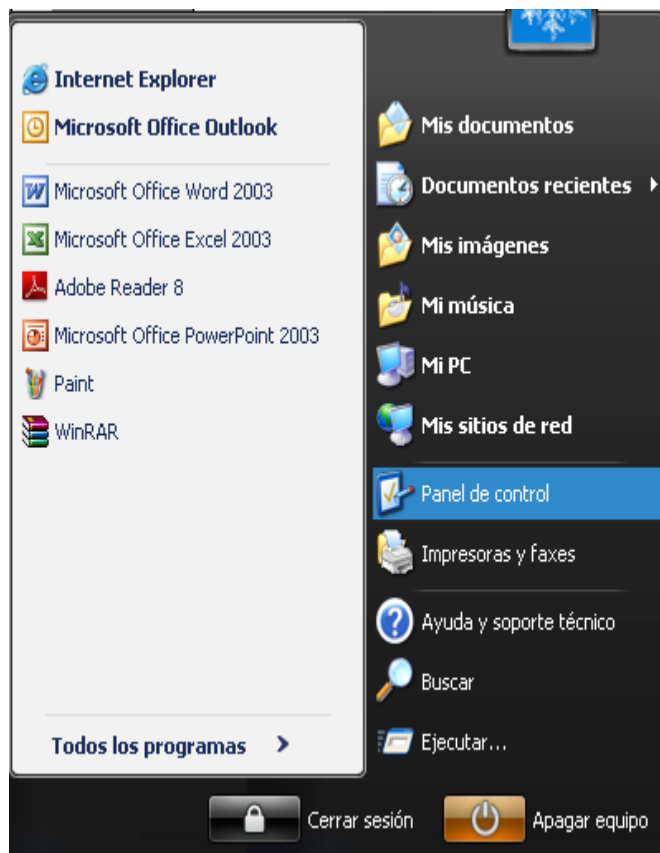 Internet Explorer
Microsoft Office Outlook
Microsoft Office Word 2003
Microsoft Office Excel 2003
Adobe Reader 8
Microsoft Office PowerPoint 2003
Paint
WinRAR
Todos los programas
Mis documentos
Documentos recientes
Mis imágenes
Mi música
Mi PC
Mis sitios de red
Panel de control
Impresoras y faxes
Ayuda y soporte técnico
Buscar
Ejecutar...
Cerrar sesión
Apagar equipo